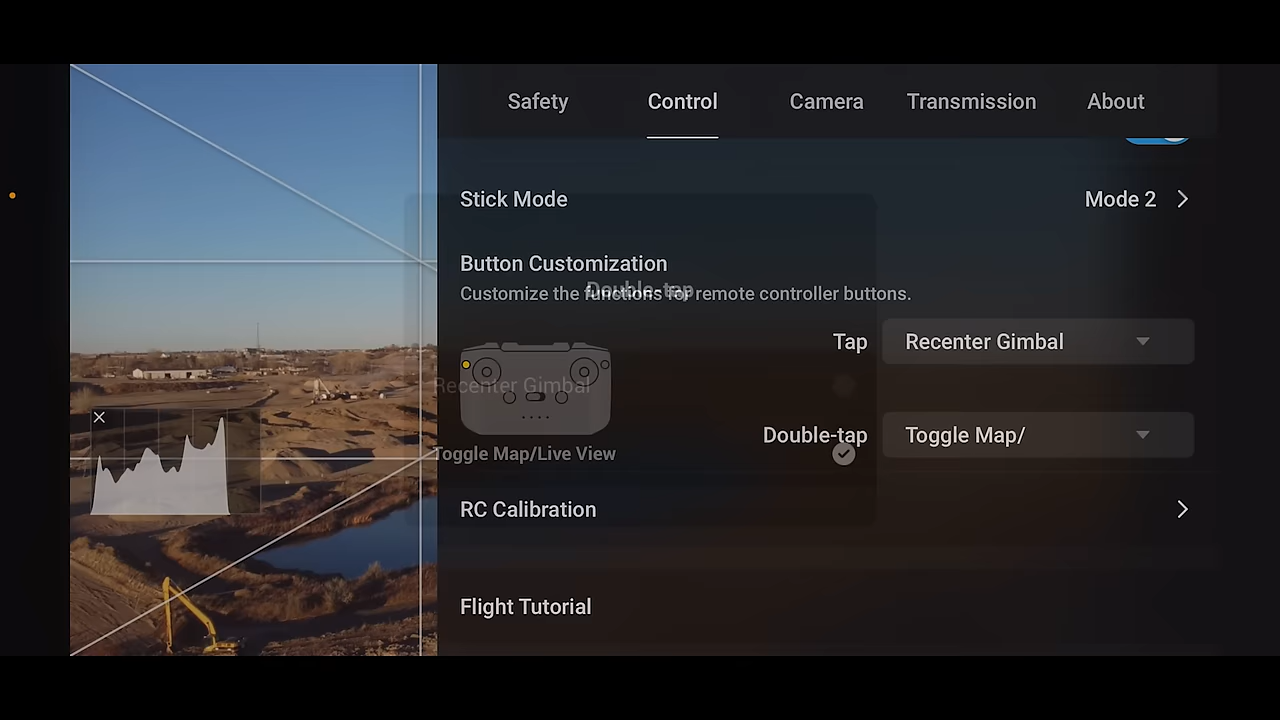 Safety Control Camera Transmission About
Stick Mode Mode 2
Button Customization
Double-tap
Customize the functions for remote controller buttons.
Tap Recenter Gimbal
Recenter Gimbal
Double-tap Toggle Map/
Toggle Map/Live View
RC Calibration
Flight Tutorial